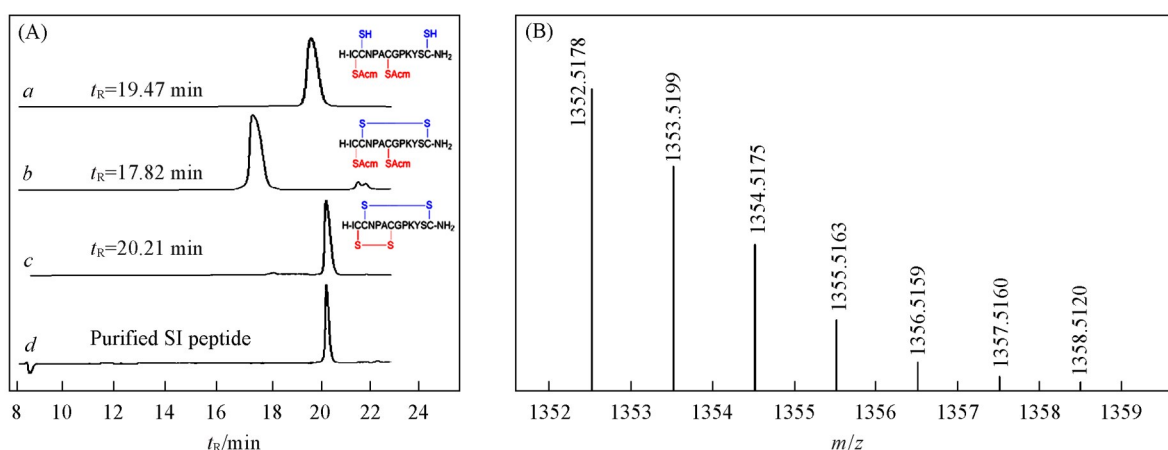 (A)
SH SH
H-ICCNPACGPKYSC-NH₂
SAcm SAcm
a tR=19.47 min
S S
H-ICCNPACGPKYSC-NH₂
SAcm SAcm
b tR=17.82 min
S S
H-ICCNPACGPKYSC-NH₂
S S
c tR=20.21 min
d Purified SI peptide
8 10 12 14 16 18 20 22 24
tR/min
(B)
1352.5178
1353.5199
1354.5175
1355.5163
1356.5159
1357.5160
1358.5120
1352 1353 1354 1355 1356 1357 1358 1359
m/z